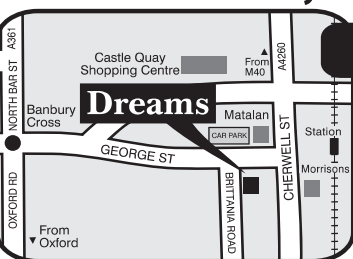 A361
NORTH BAR ST
Castle Quay
Shopping Centre
From
M40
A4260
Banbury
Cross
Dreams
Matalan
CAR PARK
Station
GEORGE ST
CHERWELL ST
Morrisons
BRITTANIA ROAD
OXFORD RD
From
Oxford